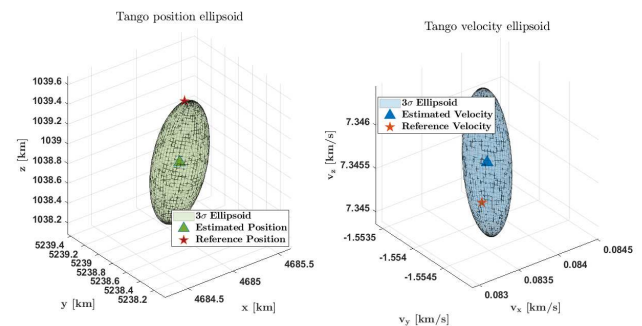 Tango position ellipsoid
1039.6
1039.4
1039.2
1039
1038.8
1038.6
1038.4
1038.2
z [km]
3σ Ellipsoid
Estimated Position
Reference Position
5239.4
5239.2
5239
5238.8
5238.6
5238.4
5238.2
y [km]
4684.5
4685
4685.5
x [km]
Tango velocity ellipsoid
3σ Ellipsoid
Estimated Velocity
Reference Velocity
7.346
7.3455
7.345
v_z [km/s]
-1.5535
-1.554
-1.5545
v_y [km/s]
0.083
0.0835
0.084
0.0845
v_x [km/s]